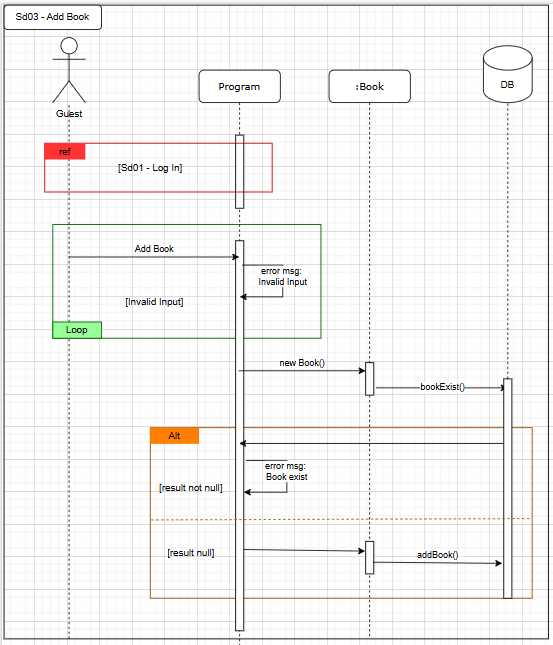 Sd03 - Add Book
Guest
Program
:Book
DB
ref
[Sd01 - Log In]
Add Book
error msg:
Invalid Input
[Invalid Input]
Loop
new Book()
bookExist()
Alt
error msg:
Book exist
[result not null]
[result null]
addBook()